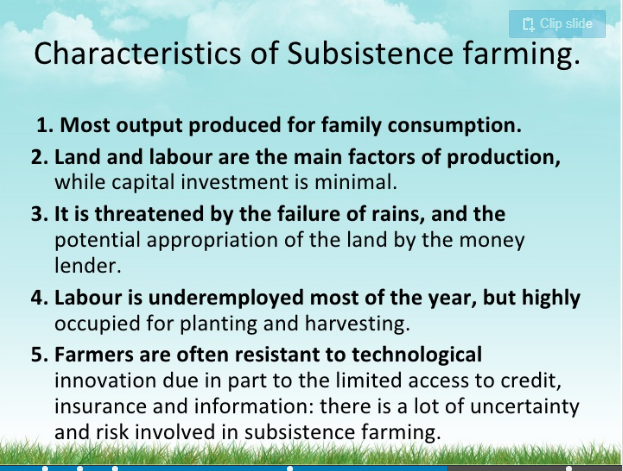 Clip slide
Characteristics of Subsistence farming.
1. Most output produced for family consumption.
2. Land and labour are the main factors of production,
while capital investment is minimal.
3. It is threatened by the failure of rains, and the
potential appropriation of the land by the money
lender.
4. Labour is underemployed most of the year, but highly
occupied for planting and harvesting.
5. Farmers are often resistant to technological
innovation due in part to the limited access to credit,
insurance and information: there is a lot of uncertainty
and risk involved in subsistence farming.